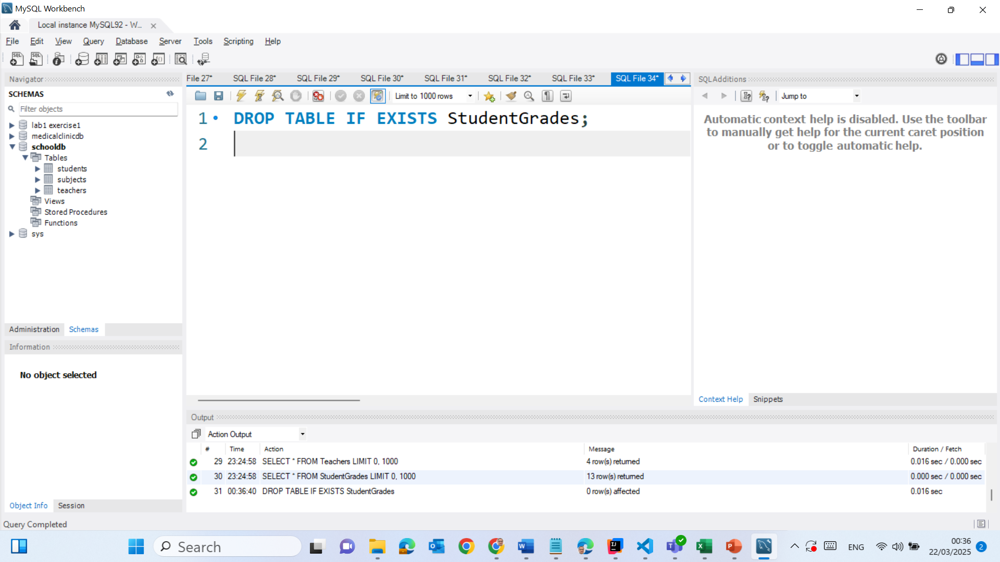 MySQL Workbench
Local instance MySQL92 - W...
File Edit View Query Database Server Tools Scripting Help
Navigator
SCHEMAS
Filter objects
lab1 exercise1
medicalclinicdb
schooldb
Tables
students
subjects
teachers
Views
Stored Procedures
Functions
sys
Administration Schemas
Information
No object selected
Object Info Session
File 27* SQL File 28* SQL File 29* SQL File 30* SQL File 31* SQL File 32* SQL File 33* SQL File 34*
Limit to 1000 rows
1 DROP TABLE IF EXISTS StudentGrades;
2
SQLAdditions
Jump to
Automatic context help is disabled. Use the toolbar
to manually get help for the current caret position
or to toggle automatic help.
Context Help Snippets
Output
Action Output
# Time Action Message Duration / Fetch
29 23:24:58 SELECT * FROM Teachers LIMIT 0, 1000 4 row(s) returned 0.016 sec / 0.000 sec
30 23:24:58 SELECT * FROM StudentGrades LIMIT 0, 1000 13 row(s) returned 0.000 sec / 0.000 sec
31 00:36:40 DROP TABLE IF EXISTS StudentGrades 0 row(s) affected 0.016 sec
Query Completed
Search
ENG
00:36
22/03/2025
2